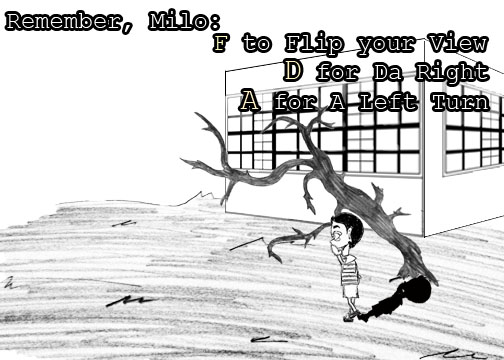 Remember, Milo:
F to Flip your View
D for Da Right
A for A Left Turn